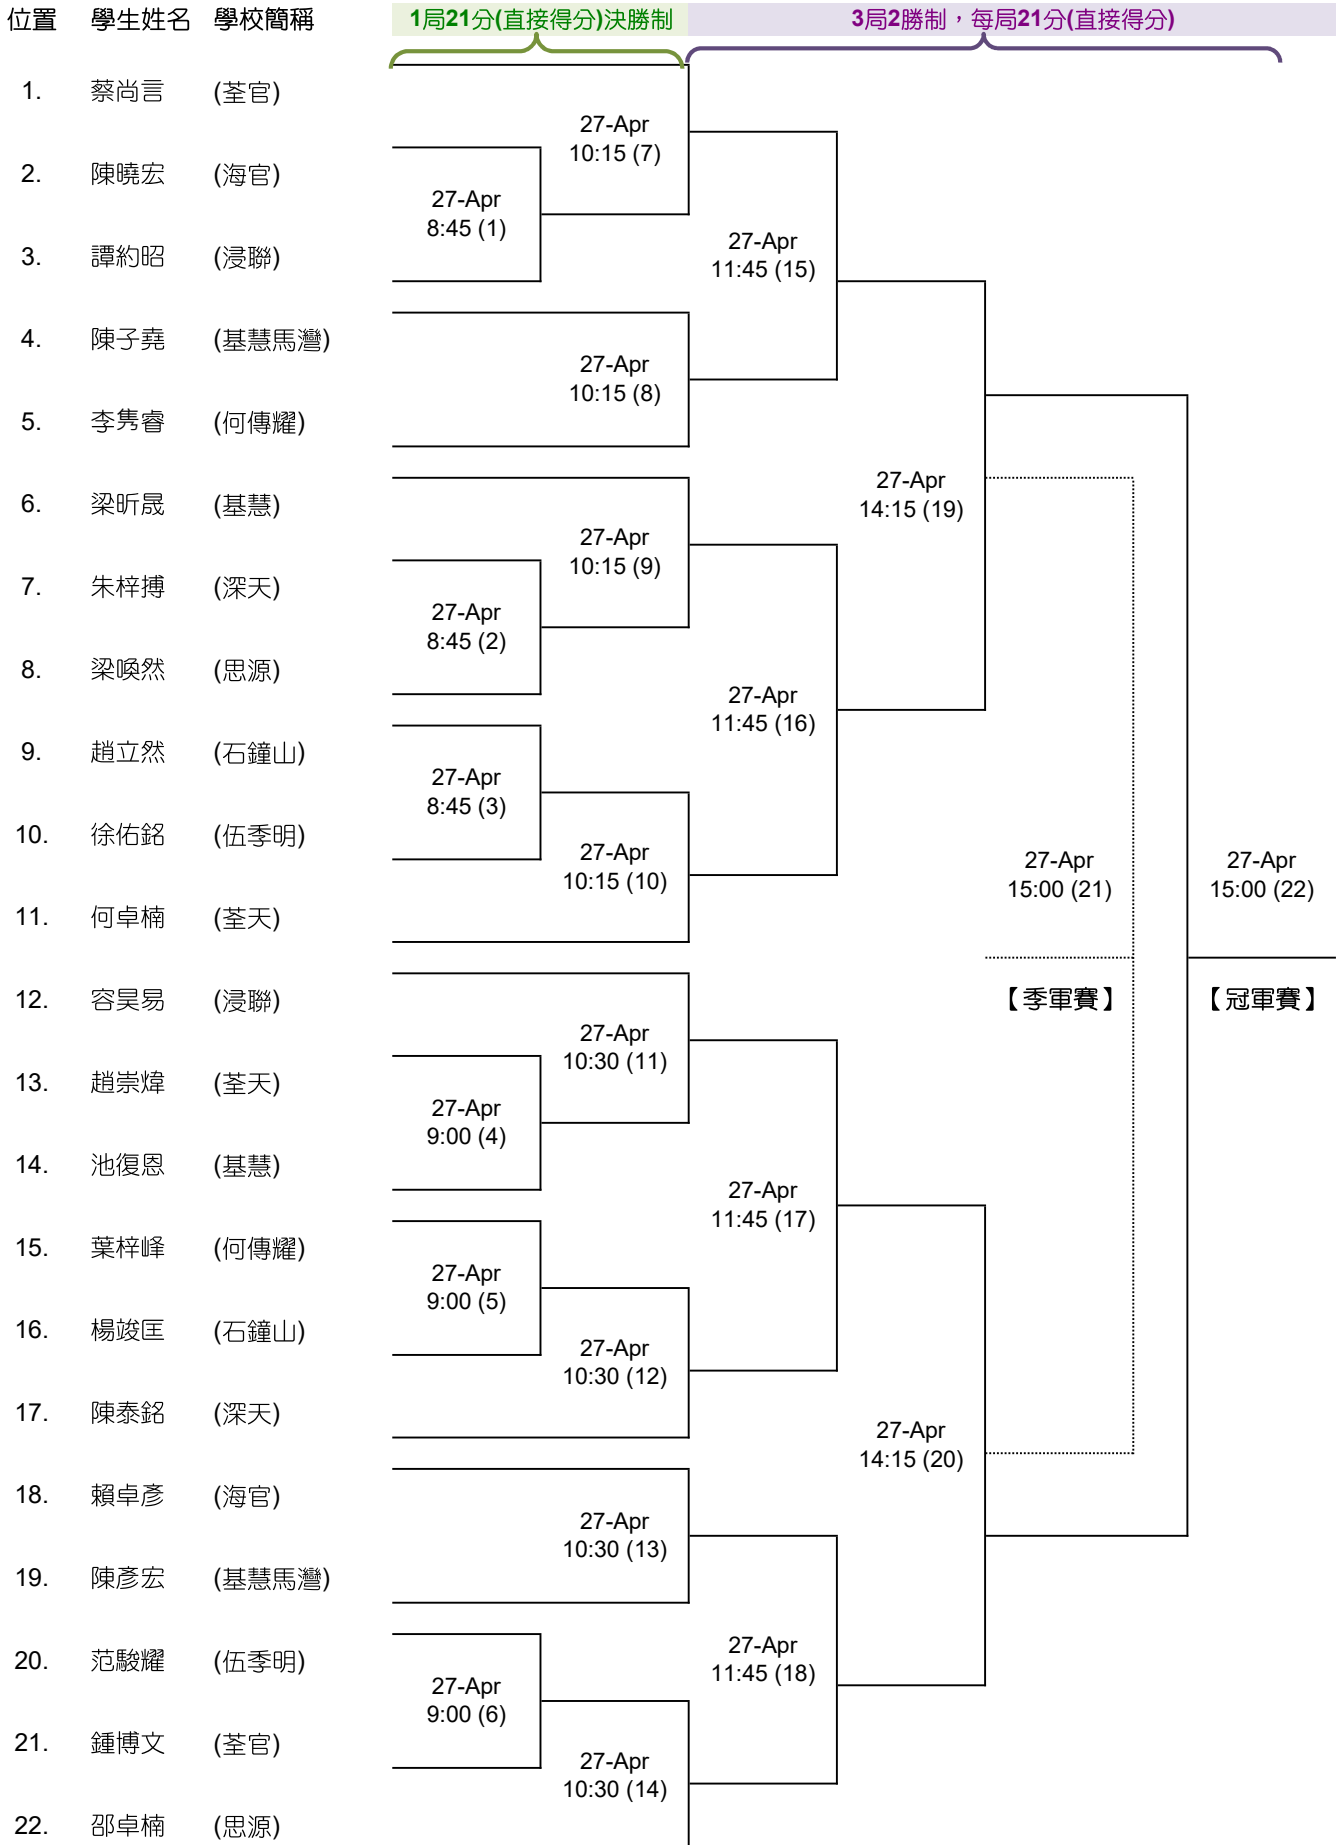 位置 學生姓名 學校簡稱 1局21分(直接得分)決勝制 3局2勝制，每局21分(直接得分)
1. 蔡尚言 (荃官)
27-Apr
10:15 (7)
2. 陳曉宏 (海官)
27-Apr
8:45 (1)
3. 譚約昭 (浸聯)
27-Apr
11:45 (15)
4. 陳子堯 (基慧馬灣)
27-Apr
10:15 (8)
5. 李雋睿 (何傳耀)
27-Apr
14:15 (19)
6. 梁昕晟 (基慧)
27-Apr
10:15 (9)
7. 朱梓搏 (深天)
27-Apr
8:45 (2)
8. 梁喚然 (思源)
27-Apr
11:45 (16)
9. 趙立然 (石鐘山)
27-Apr
8:45 (3)
10. 徐佑銘 (伍季明)
27-Apr
10:15 (10)
27-Apr
15:00 (21)
27-Apr
15:00 (22)
11. 何卓楠 (荃天)
12. 容昊易 (浸聯)
【季軍賽】 【冠軍賽】
27-Apr
10:30 (11)
13. 趙崇煒 (荃天)
27-Apr
9:00 (4)
14. 池復恩 (基慧)
27-Apr
11:45 (17)
15. 葉梓峰 (何傳耀)
27-Apr
9:00 (5)
16. 楊竣匡 (石鐘山)
27-Apr
10:30 (12)
17. 陳泰銘 (深天)
27-Apr
14:15 (20)
18. 賴卓彥 (海官)
27-Apr
10:30 (13)
19. 陳彥宏 (基慧馬灣)
20. 范駿耀 (伍季明)
27-Apr
11:45 (18)
27-Apr
9:00 (6)
21. 鍾博文 (荃官)
27-Apr
10:30 (14)
22. 邵卓楠 (思源)